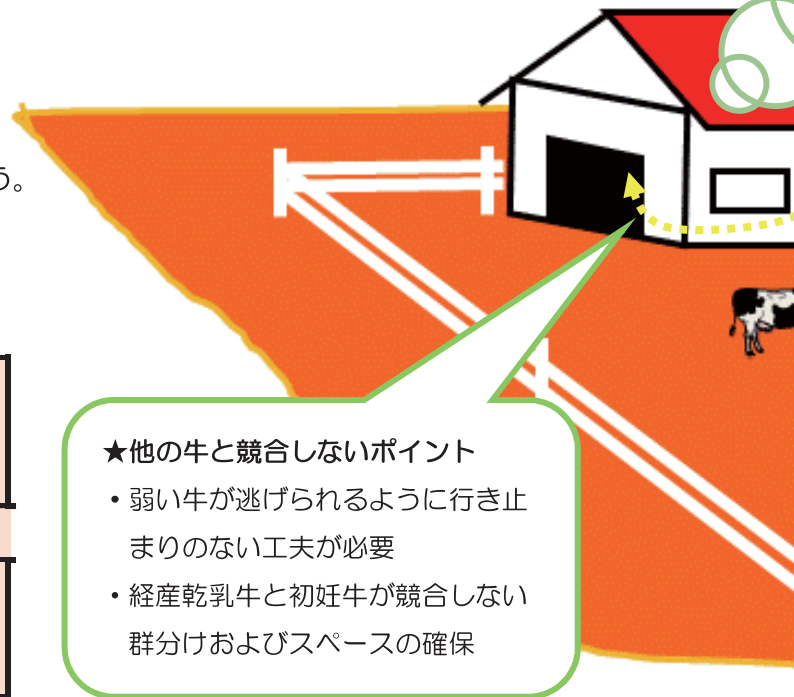 う。
★他の牛と競合しないポイント
・弱い牛が逃げられるように行き止
まりのない工夫が必要
・経産乾乳牛と初妊牛が競合しない
群分けおよびスペースの確保